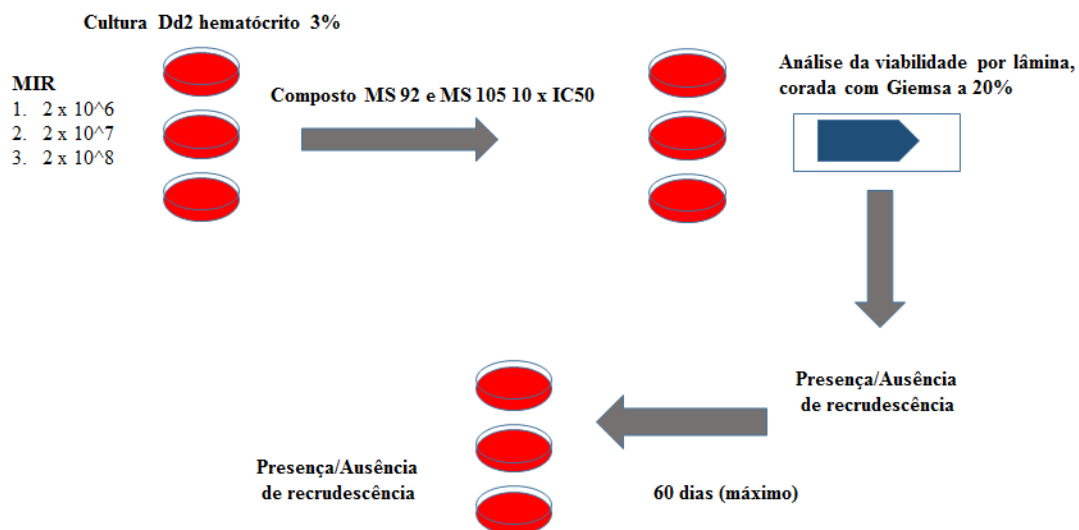 Cultura Dd2 hematócrito 3%
MIR
1. 2 x 10^6
2. 2 x 10^7
3. 2 x 10^8
Composto MS 92 e MS 105 10 x IC50
Análise da viabilidade por lâmina,
corada com Giemsa a 20%
Presença/Ausência
de recrudescência
60 dias (máximo)
Presença/Ausência
de recrudescência